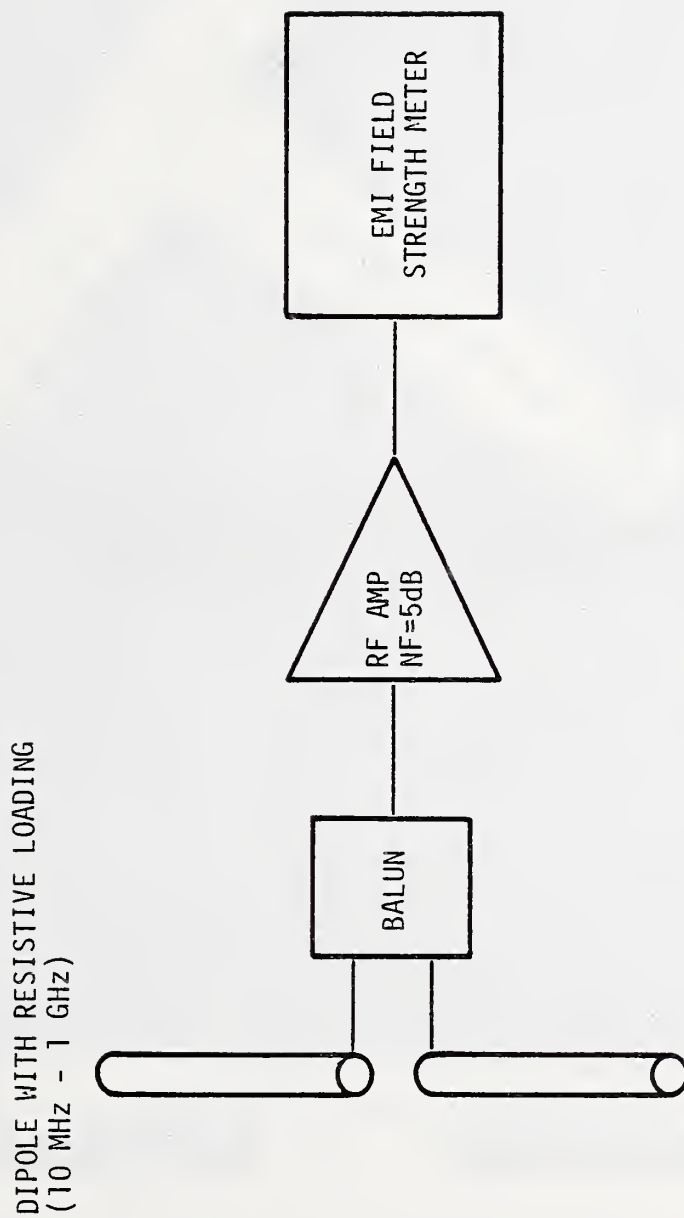 DIPOLE WITH RESISTIVE LOADING
(10 MHz - 1 GHz)
BALUN
RF AMP
NF=5dB
EMI FIELD
STRENGTH METER